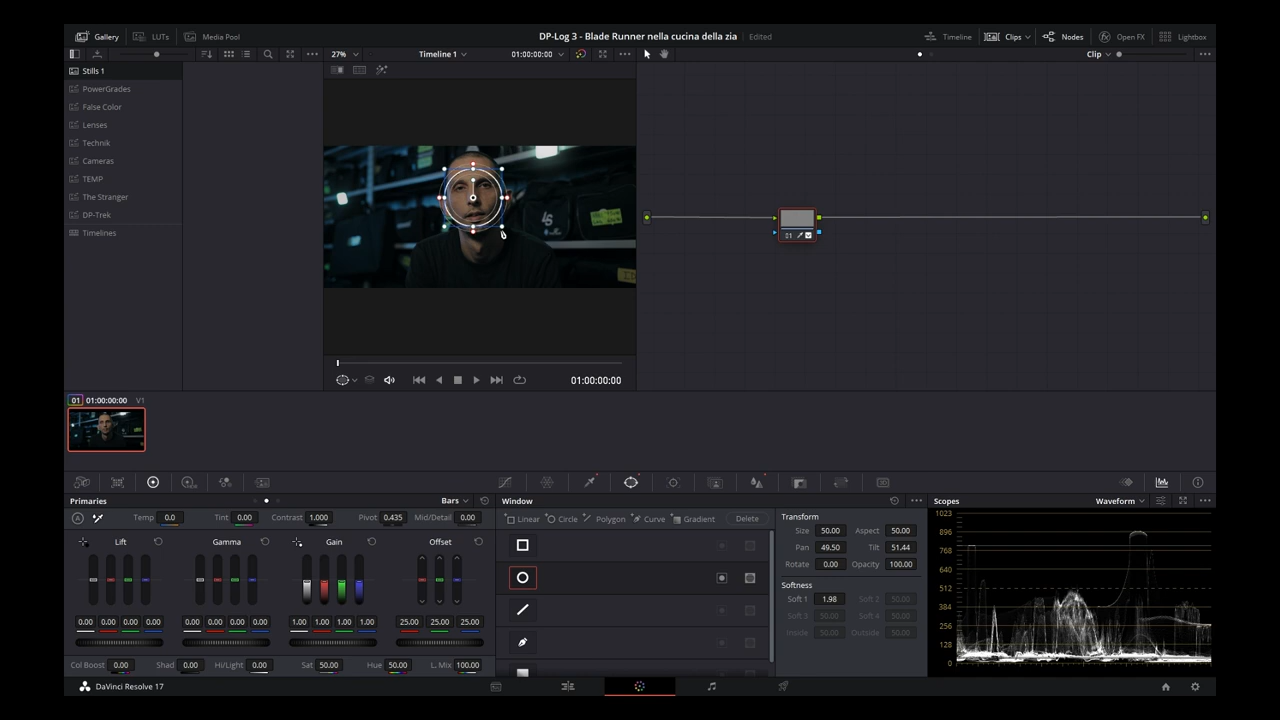 Gallery LUTs Media Pool DP-Log 3 - Blade Runner nella cucina della zia Edited Timeline Clips Nodes Open FX Lightbox
27% Timeline 1 01:00:00:00 Clip
Stills 1
PowerGrades
False Color
Lenses
Technik
Cameras
TEMP
The Stranger
DP-Trek
Timelines
01
01:00:00:00
01 01:00:00:00 V1
Primaries Bars Window Scopes Waveform
Temp 0.0 Tint 0.00 Contrast 1.000 Pivot 0.435 Mid/Detail 0.00
Linear Circle Polygon Curve Gradient Delete
Lift Gamma Gain Offset
0.00 0.00 0.00 0.00 0.00 0.00 0.00 0.00 1.00 1.00 1.00 1.00 25.00 25.00 25.00
Col Boost 0.00 Shad 0.00 Hi/Light 0.00 Sat 50.00 Hue 50.00 L. Mix 100.00
Transform
Size 50.00 Aspect 50.00
Pan 49.50 Tilt 51.44
Rotate 0.00 Opacity 100.00
Softness
Soft 1 1.98 Soft 2 50.00
Soft 3 50.00 Soft 4 50.00
Inside 50.00 Outside 50.00
1023
896
768
640
512
384
256
128
0
DaVinci Resolve 17